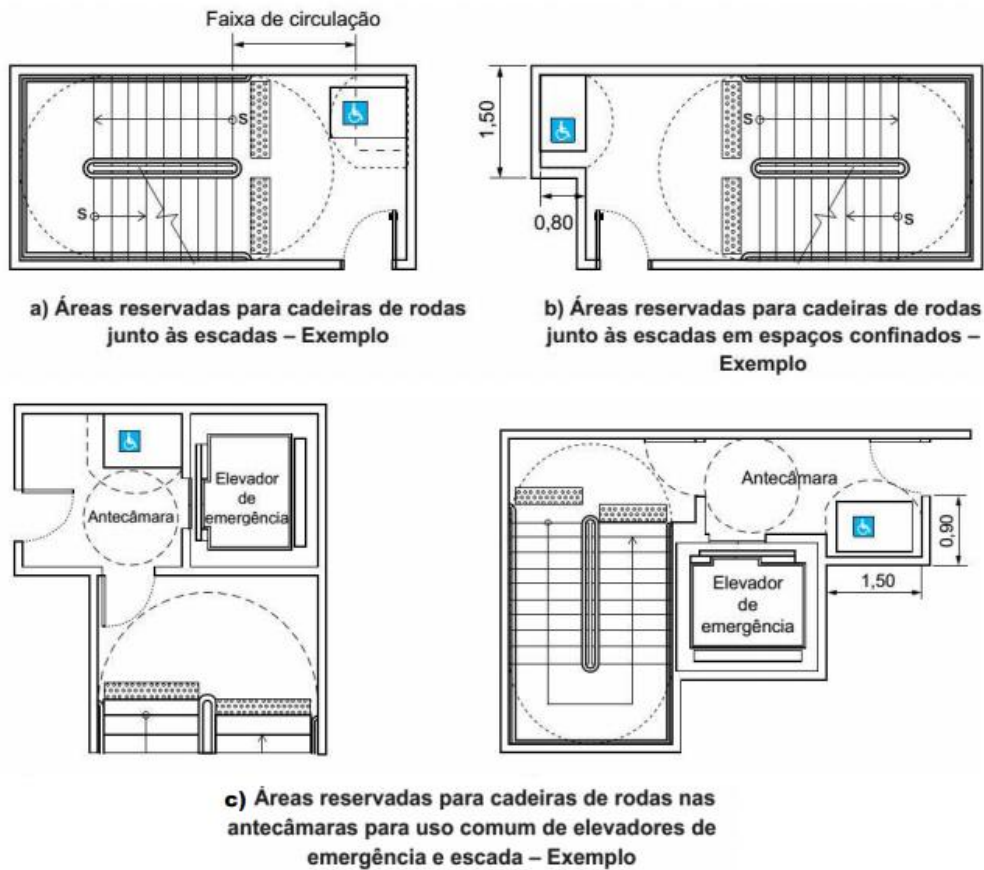 Faixa de circulação
S
S
a) Áreas reservadas para cadeiras de rodas
junto às escadas – Exemplo
1,50
0,80
S
S
b) Áreas reservadas para cadeiras de rodas
junto às escadas em espaços confinados –
Exemplo
Antecâmara
Elevador
de
emergência
Antecâmara
Elevador
de
emergência
0,90
1,50
c) Áreas reservadas para cadeiras de rodas nas
antecâmaras para uso comum de elevadores de
emergência e escada – Exemplo